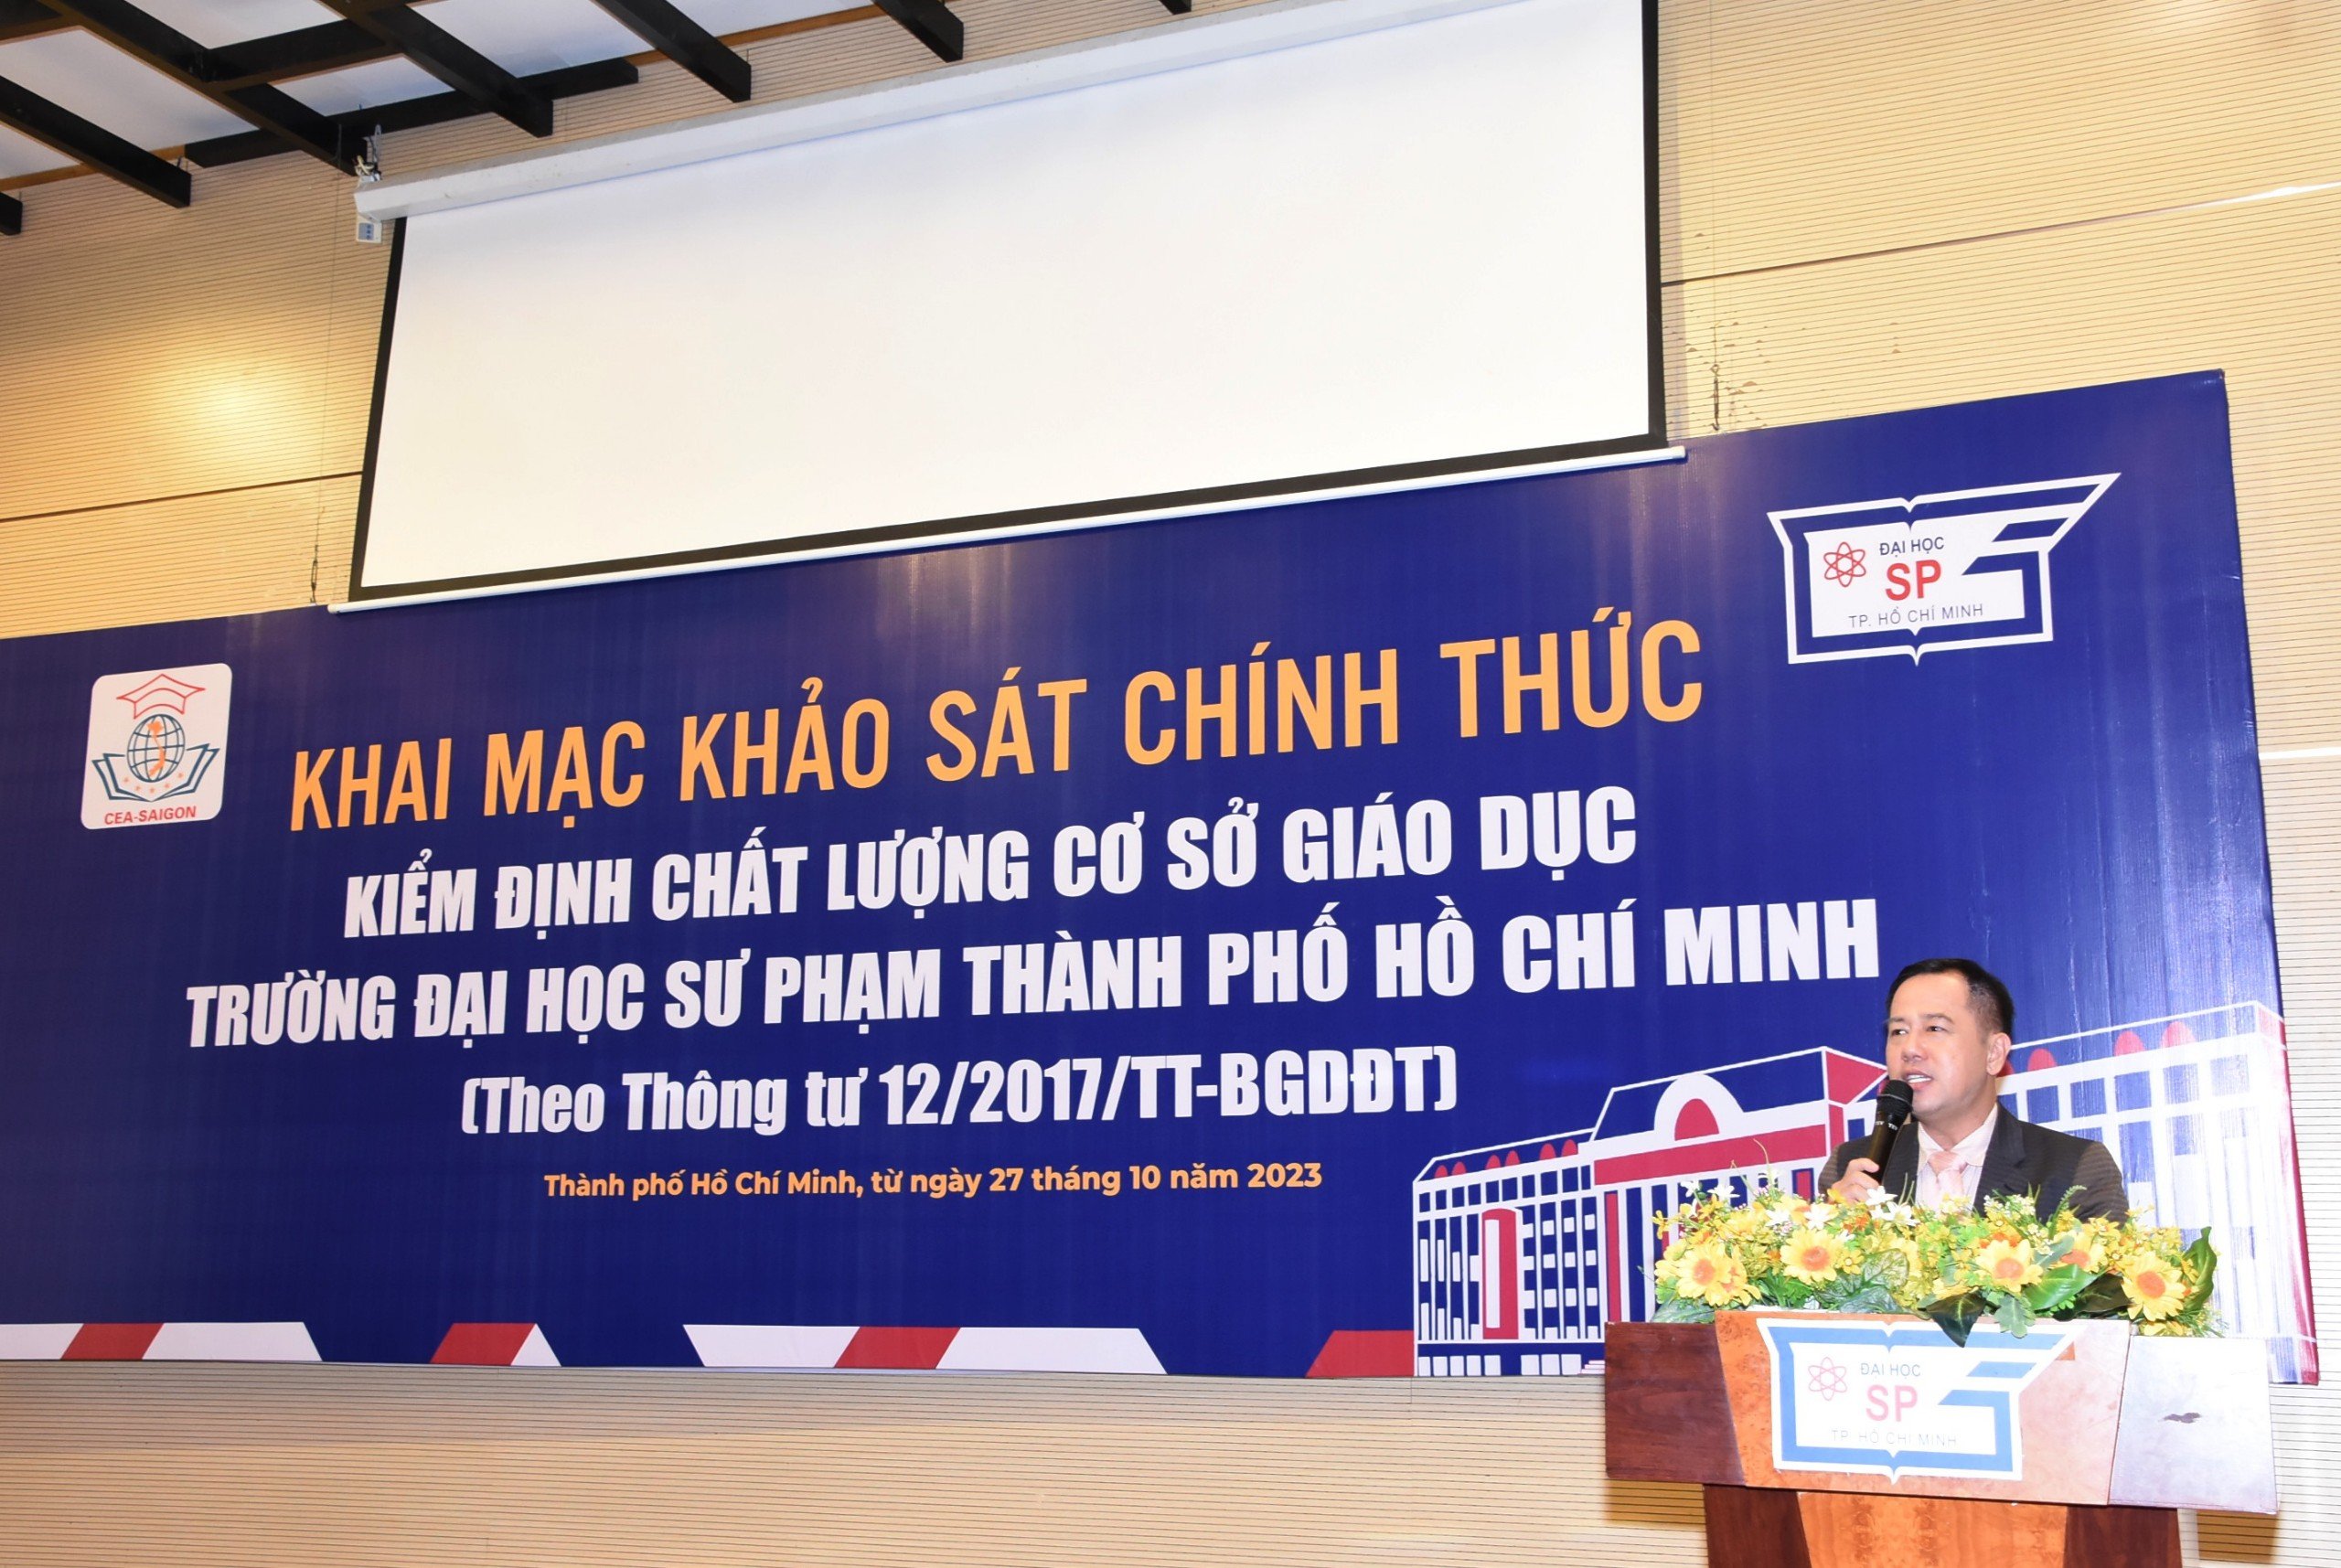 ĐẠI HỌC
SP
TP. HỒ CHÍ MINH
CEA-SAIGON
KHAI MẠC KHẢO SÁT CHÍNH THỨC
KIỂM ĐỊNH CHẤT LƯỢNG CƠ SỞ GIÁO DỤC
TRƯỜNG ĐẠI HỌC SƯ PHẠM THÀNH PHỐ HỒ CHÍ MINH
(Theo Thông tư 12/2017/TT-BGDĐT)
Thành phố Hồ Chí Minh, từ ngày 27 tháng 10 năm 2023
ĐẠI HỌC
SP
TP. HỒ CHÍ MINH